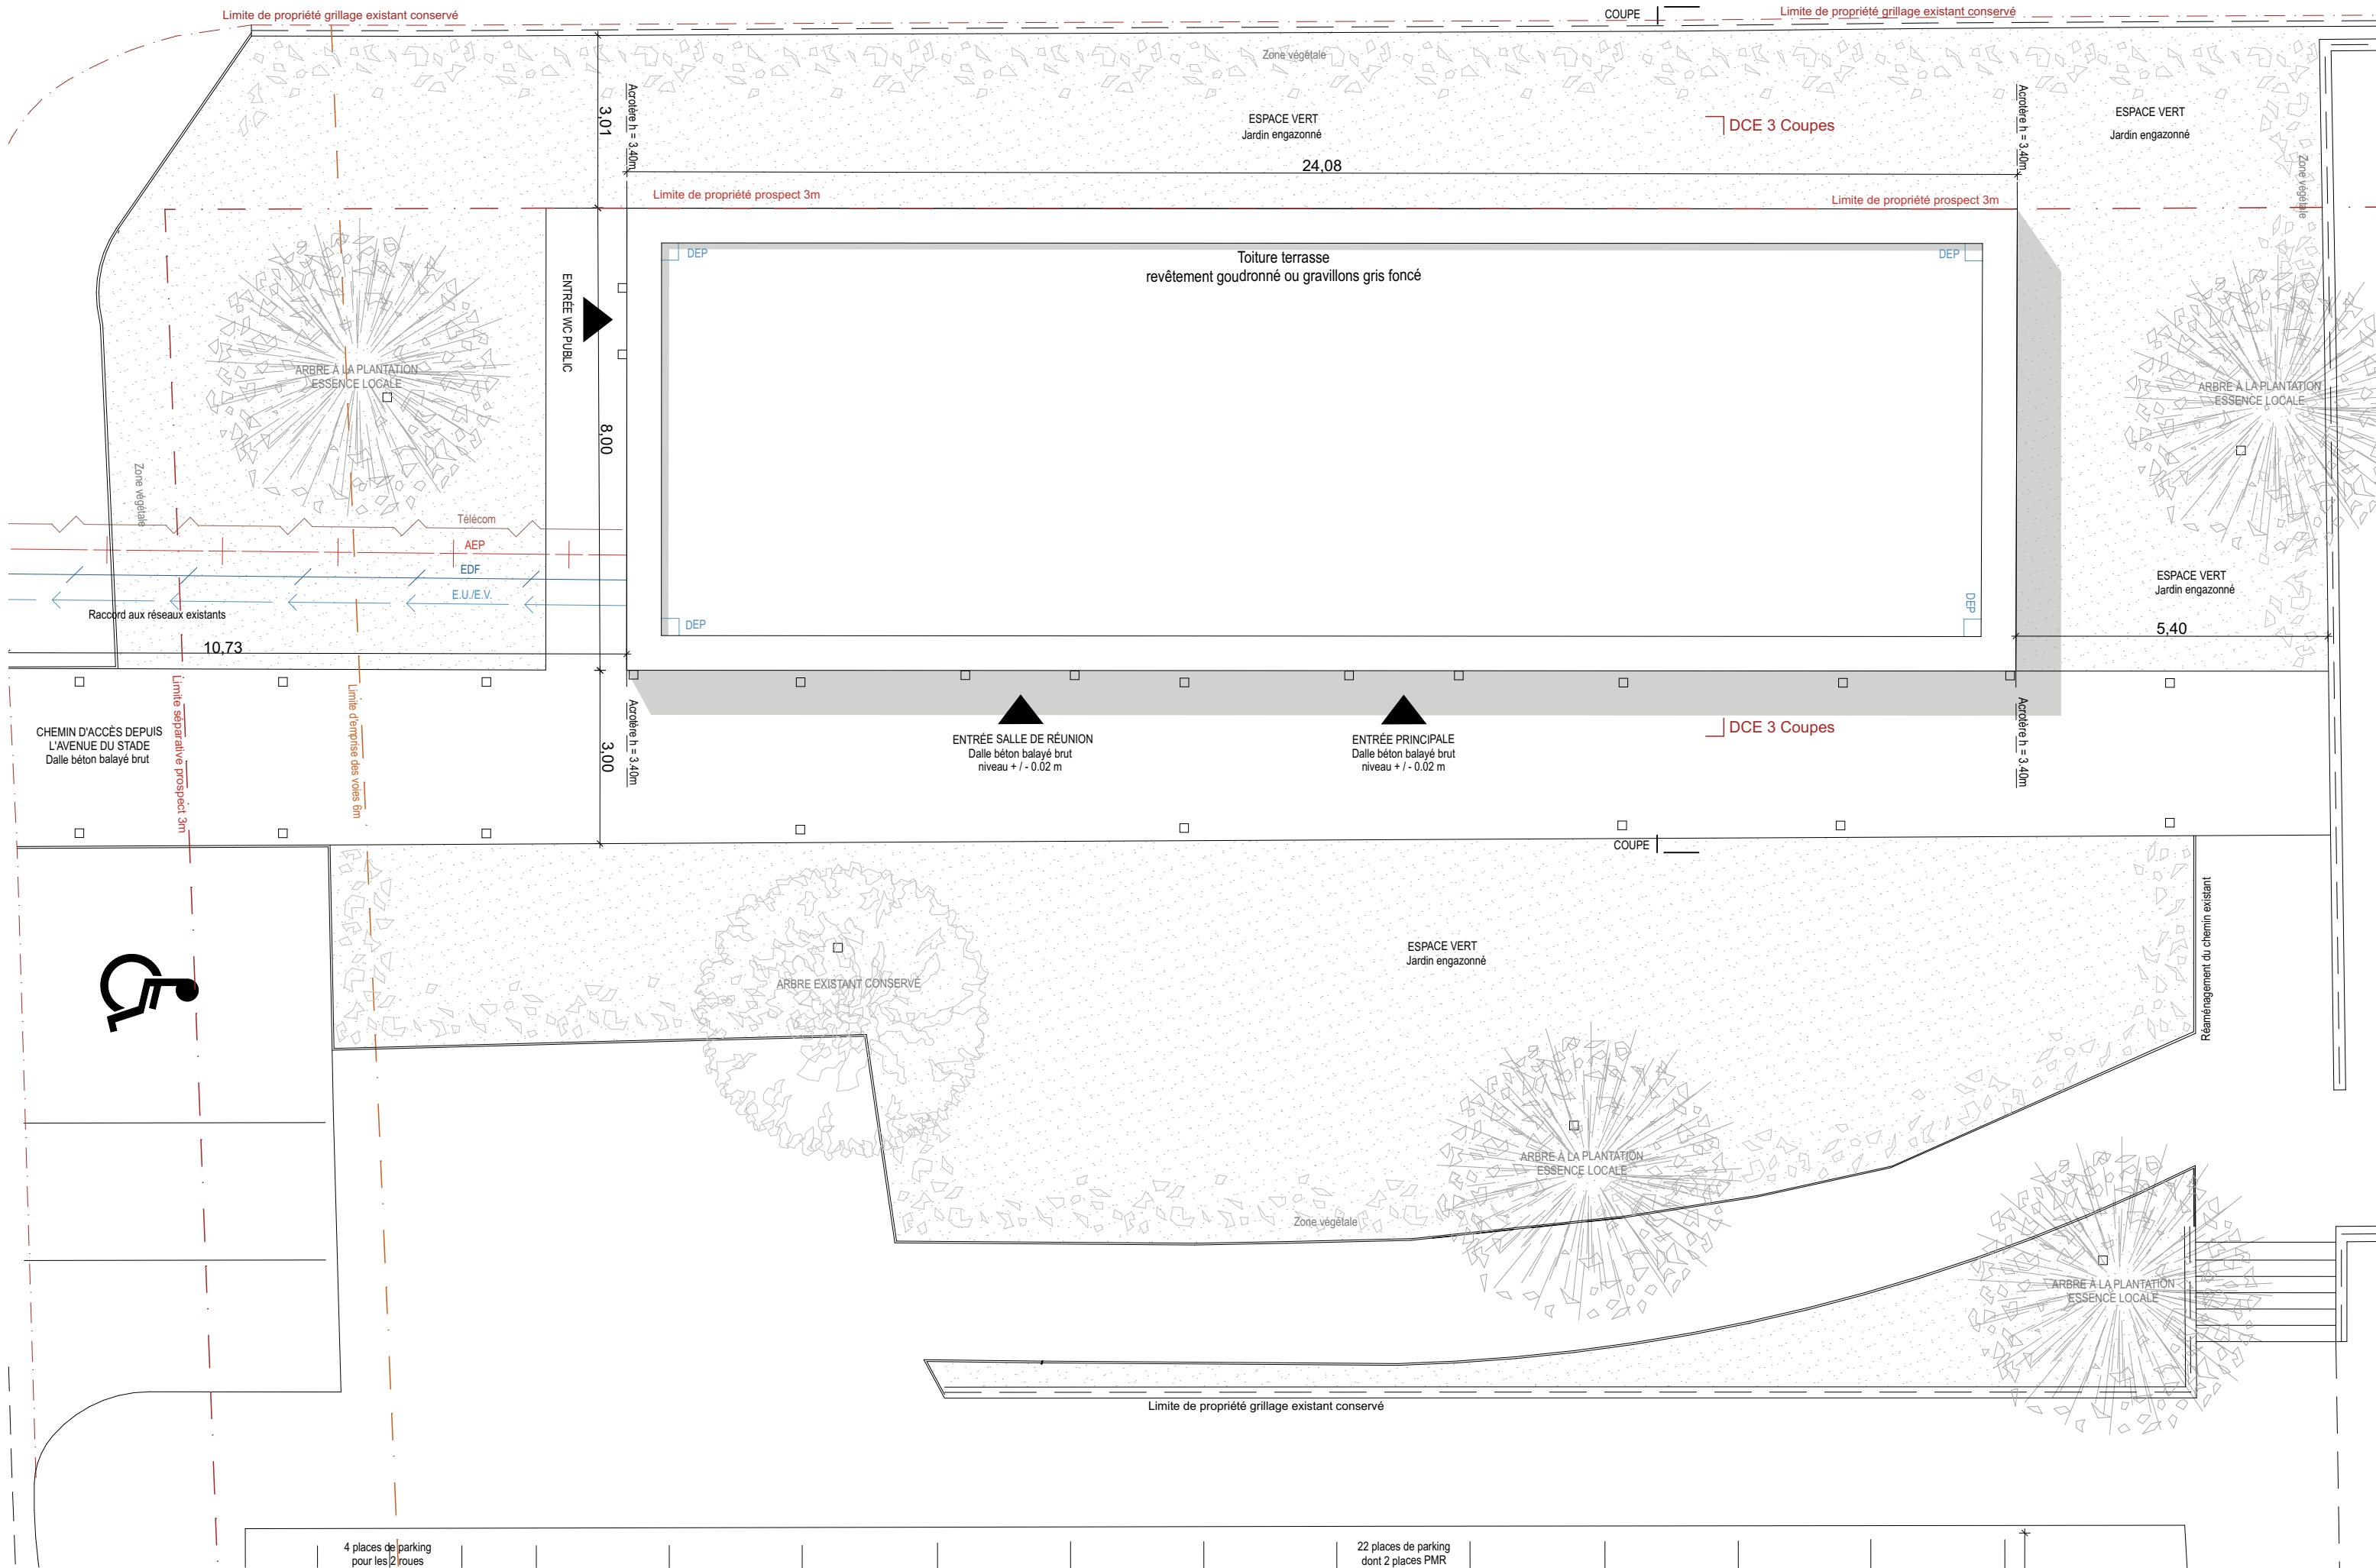 Limite de propriété grillage existant conservé
COUPE
Limite de propriété grillage existant conservé
Zone végétale
3,01
Acrotère h = 3.40m
ESPACE VERT
Jardin engazonné
DCE 3 Coupes
Acrotère h = 3.40m
ESPACE VERT
Jardin engazonné
24,08
Zone végétale
Limite de propriété prospect 3m
Limite de propriété prospect 3m
DEP
Toiture terrasse
revêtement goudronné ou gravillons gris foncé
DEP
ENTRÉE WC PUBLIC
ARBRE À LA PLANTATION
ESSENCE LOCALE
ARBRE À LA PLANTATION
ESSENCE LOCALE
8,00
Zone végétale
Télécom
AEP
EDF
E.U./E.V.
Raccord aux réseaux existants
10,73
DEP
DEP
ESPACE VERT
Jardin engazonné
5,40
Limite séparative prospect 3m
Limite d'emprise des voies 6m
CHEMIN D'ACCÈS DEPUIS
L'AVENUE DU STADE
Dalle béton balayé brut
3,00
Acrotère h = 3.40m
ENTRÉE SALLE DE RÉUNION
Dalle béton balayé brut
niveau + / - 0.02 m
ENTRÉE PRINCIPALE
Dalle béton balayé brut
niveau + / - 0.02 m
DCE 3 Coupes
Acrotère h = 3.40m
COUPE
Réaménagement du chemin existant
ARBRE EXISTANT CONSERVÉ
ESPACE VERT
Jardin engazonné
ARBRE À LA PLANTATION
ESSENCE LOCALE
Zone végétale
ARBRE À LA PLANTATION
ESSENCE LOCALE
Limite de propriété grillage existant conservé
4 places de parking
pour les 2 roues
22 places de parking
dont 2 places PMR